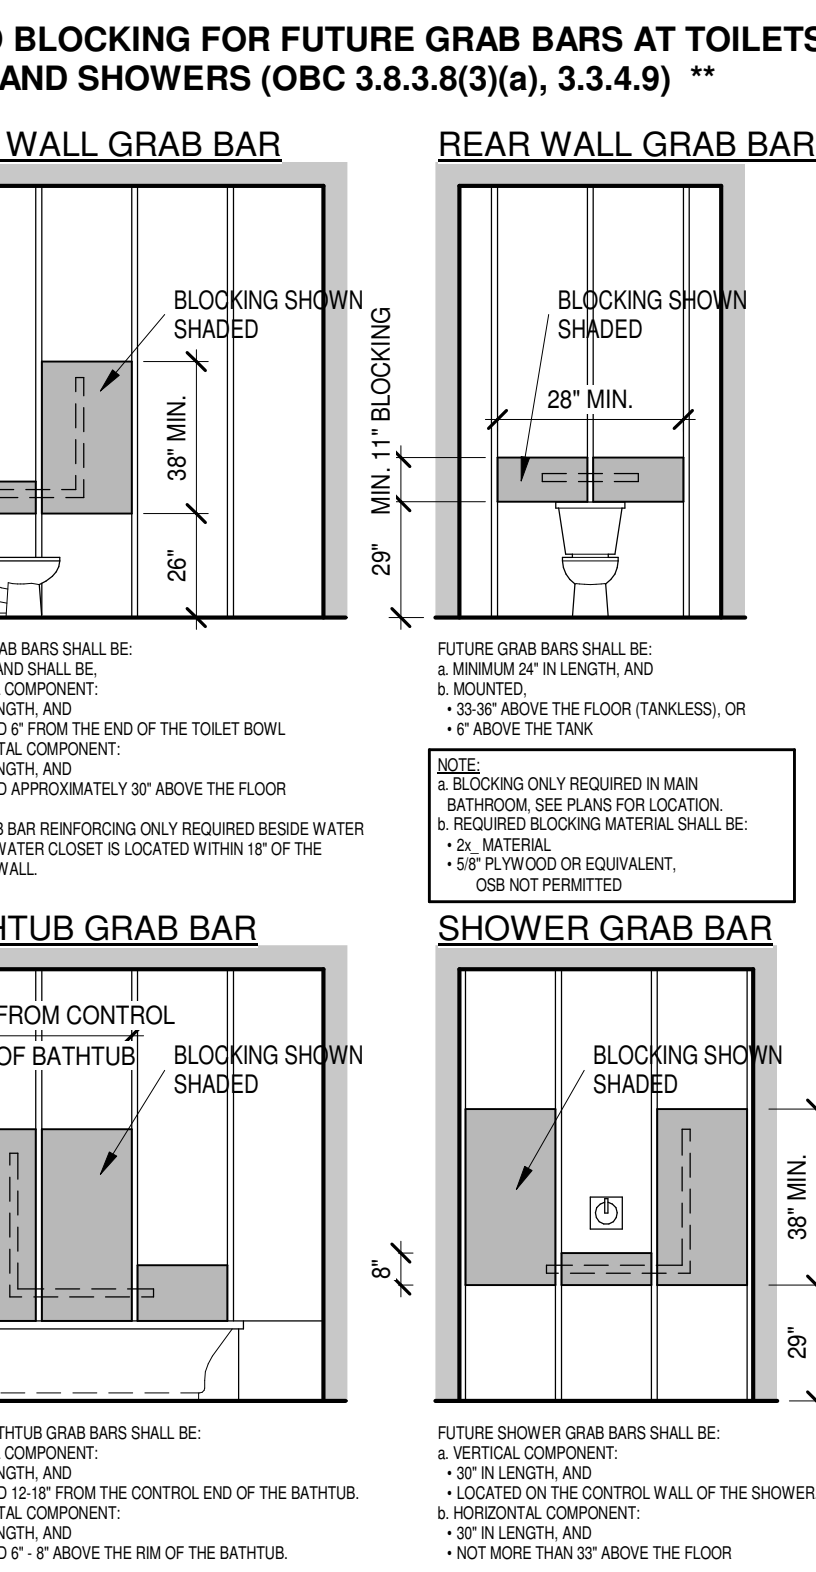 BLOCKING FOR FUTURE GRAB BARS AT TOILETS
AND SHOWERS (OBC 3.8.3.8(3)(a), 3.3.4.9) **
WALL GRAB BAR
BLOCKING SHOWN
SHADED
38" MIN.
26"
GRAB BARS SHALL BE:
AND SHALL BE,
COMPONENT:
LENGTH, AND
6" FROM THE END OF THE TOILET BOWL
COMPONENT:
LENGTH, AND
APPROXIMATELY 30" ABOVE THE FLOOR
BAR REINFORCING ONLY REQUIRED BESIDE WATER
WATER CLOSET IS LOCATED WITHIN 18" OF THE
WALL.
REAR WALL GRAB BAR
BLOCKING SHOWN
SHADED
28" MIN.
MIN. 11" BLOCKING
29"
FUTURE GRAB BARS SHALL BE:
a. MINIMUM 24" IN LENGTH, AND
b. MOUNTED,
• 33-36" ABOVE THE FLOOR (TANKLESS), OR
• 6" ABOVE THE TANK
NOTE:
a. BLOCKING ONLY REQUIRED IN MAIN
BATHROOM, SEE PLANS FOR LOCATION.
b. REQUIRED BLOCKING MATERIAL SHALL BE:
• 2x_ MATERIAL
• 5/8" PLYWOOD OR EQUIVALENT,
OSB NOT PERMITTED
HTUB GRAB BAR
FROM CONTROL
OF BATHTUB
BLOCKING SHOWN
SHADED
BATHTUB GRAB BARS SHALL BE:
COMPONENT:
LENGTH, AND
12-18" FROM THE CONTROL END OF THE BATHTUB.
COMPONENT:
LENGTH, AND
6" - 8" ABOVE THE RIM OF THE BATHTUB.
SHOWER GRAB BAR
BLOCKING SHOWN
SHADED
8"
38" MIN.
29"
FUTURE SHOWER GRAB BARS SHALL BE:
a. VERTICAL COMPONENT:
• 30" IN LENGTH, AND
• LOCATED ON THE CONTROL WALL OF THE SHOWER
b. HORIZONTAL COMPONENT:
• 30" IN LENGTH, AND
• NOT MORE THAN 33" ABOVE THE FLOOR